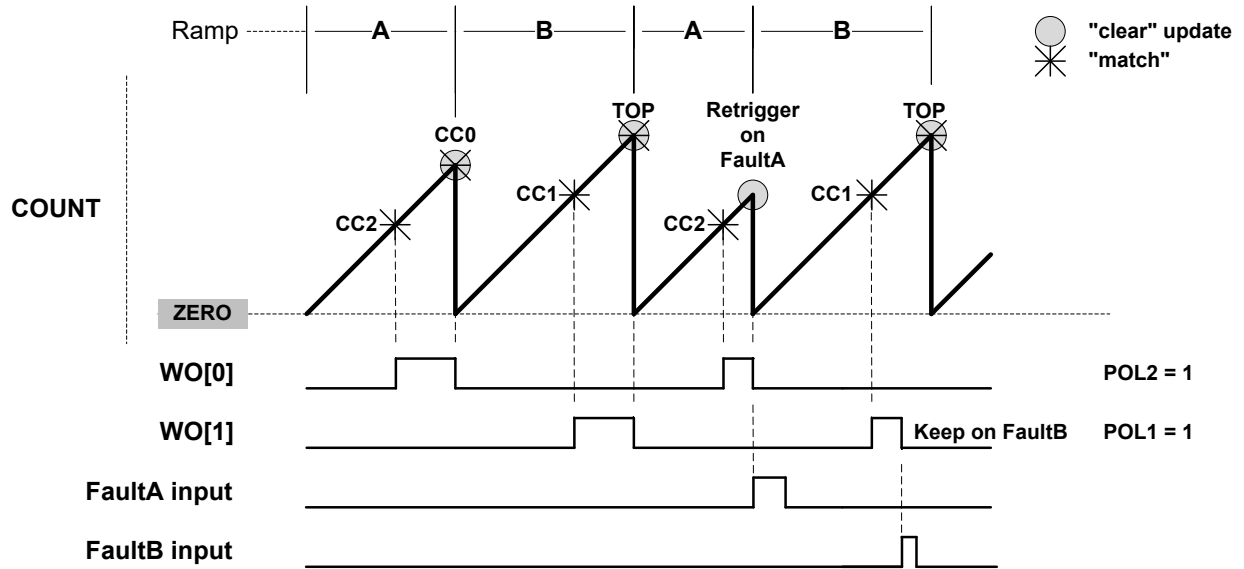 Ramp A B A B
"clear" update
"match"
TOP Retrigger TOP
CC0 on
FaultA
CC1 CC1
COUNT CC2 CC2
ZERO
WO[0] POL2 = 1
WO[1] Keep on FaultB POL1 = 1
FaultA input
FaultB input